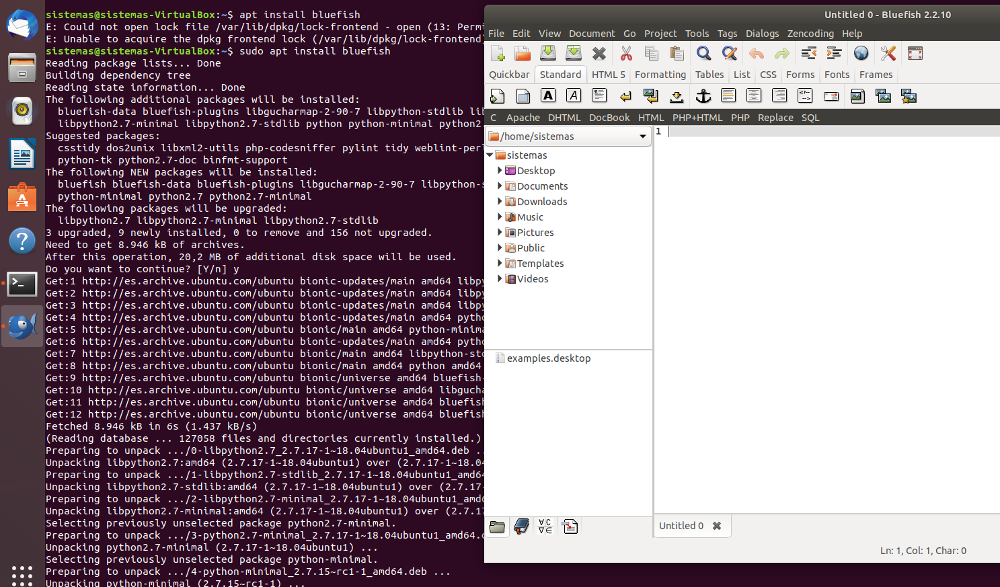 sistemas@sistemas-VirtualBox:~$ apt install bluefish
E: Could not open lock file /var/lib/dpkg/lock-frontend - open (13: Permi
E: Unable to acquire the dpkg frontend lock (/var/lib/dpkg/lock-frontend)
sistemas@sistemas-VirtualBox:~$ sudo apt install bluefish
Reading package lists... Done
Building dependency tree
Reading state information... Done
The following additional packages will be installed:
bluefish-data bluefish-plugins libgucharmap-2-90-7 libpython-stdlib lib
libpython2.7-minimal libpython2.7-stdlib python python-minimal python2
Suggested packages:
csstidy dos2unix libxml2-utils php-codesniffer pylint tidy weblint-perl
python-tk python2.7-doc binfmt-support
The following NEW packages will be installed:
bluefish bluefish-data bluefish-plugins libgucharmap-2-90-7 libpython-s
python-minimal python2.7 python2.7-minimal
The following packages will be upgraded:
libpython2.7 libpython2.7-minimal libpython2.7-stdlib
3 upgraded, 9 newly installed, 0 to remove and 156 not upgraded.
Need to get 8.946 kB of archives.
After this operation, 20,2 MB of additional disk space will be used.
Do you want to continue? [Y/n] y
Get:1 http://es.archive.ubuntu.com/ubuntu bionic-updates/main amd64 libpy
Get:2 http://es.archive.ubuntu.com/ubuntu bionic-updates/main amd64 libpy
Get:3 http://es.archive.ubuntu.com/ubuntu bionic-updates/main amd64 libpy
Get:4 http://es.archive.ubuntu.com/ubuntu bionic-updates/main amd64 pytho
Get:5 http://es.archive.ubuntu.com/ubuntu bionic/main amd64 python-minima
Get:6 http://es.archive.ubuntu.com/ubuntu bionic-updates/main amd64 pytho
Get:7 http://es.archive.ubuntu.com/ubuntu bionic/main amd64 libpython-std
Get:8 http://es.archive.ubuntu.com/ubuntu bionic/main amd64 python amd64
Get:9 http://es.archive.ubuntu.com/ubuntu bionic/universe amd64 bluefish-
Get:10 http://es.archive.ubuntu.com/ubuntu bionic/universe amd64 libgucha
Get:11 http://es.archive.ubuntu.com/ubuntu bionic/universe amd64 bluefish
Get:12 http://es.archive.ubuntu.com/ubuntu bionic/universe amd64 bluefish
Fetched 8.946 kB in 6s (1.437 kB/s)
(Reading database ... 127058 files and directories currently installed.)
Preparing to unpack .../0-libpython2.7_2.7.17-1~18.04ubuntu1_amd64.deb ..
Unpacking libpython2.7:amd64 (2.7.17-1~18.04ubuntu1) over (2.7.17-1~18.04
Preparing to unpack .../1-libpython2.7-stdlib_2.7.17-1~18.04ubuntu1_amd64
Unpacking libpython2.7-stdlib:amd64 (2.7.17-1~18.04ubuntu1) over (2.7.17-
Preparing to unpack .../2-libpython2.7-minimal_2.7.17-1~18.04ubuntu1_amd6
Unpacking libpython2.7-minimal:amd64 (2.7.17-1~18.04ubuntu1) over (2.7.17
Selecting previously unselected package python2.7-minimal.
Preparing to unpack .../3-python2.7-minimal_2.7.17-1~18.04ubuntu1_amd64.d
Unpacking python2.7-minimal (2.7.17-1~18.04ubuntu1) ...
Selecting previously unselected package python-minimal.
Preparing to unpack .../4-python-minimal_2.7.15~rc1-1_amd64.deb ...
Unpacking python-minimal (2.7.15~rc1-1) ...
Untitled 0 - Bluefish 2.2.10
File Edit View Document Go Project Tools Tags Dialogs Zencoding Help
Quickbar Standard HTML 5 Formatting Tables List CSS Forms Fonts Frames
C Apache DHTML DocBook HTML PHP+HTML PHP Replace SQL
/home/sistemas
1
sistemas
Desktop
Documents
Downloads
Music
Pictures
Public
Templates
Videos
examples.desktop
Untitled 0
Ln: 1, Col: 1, Char: 0